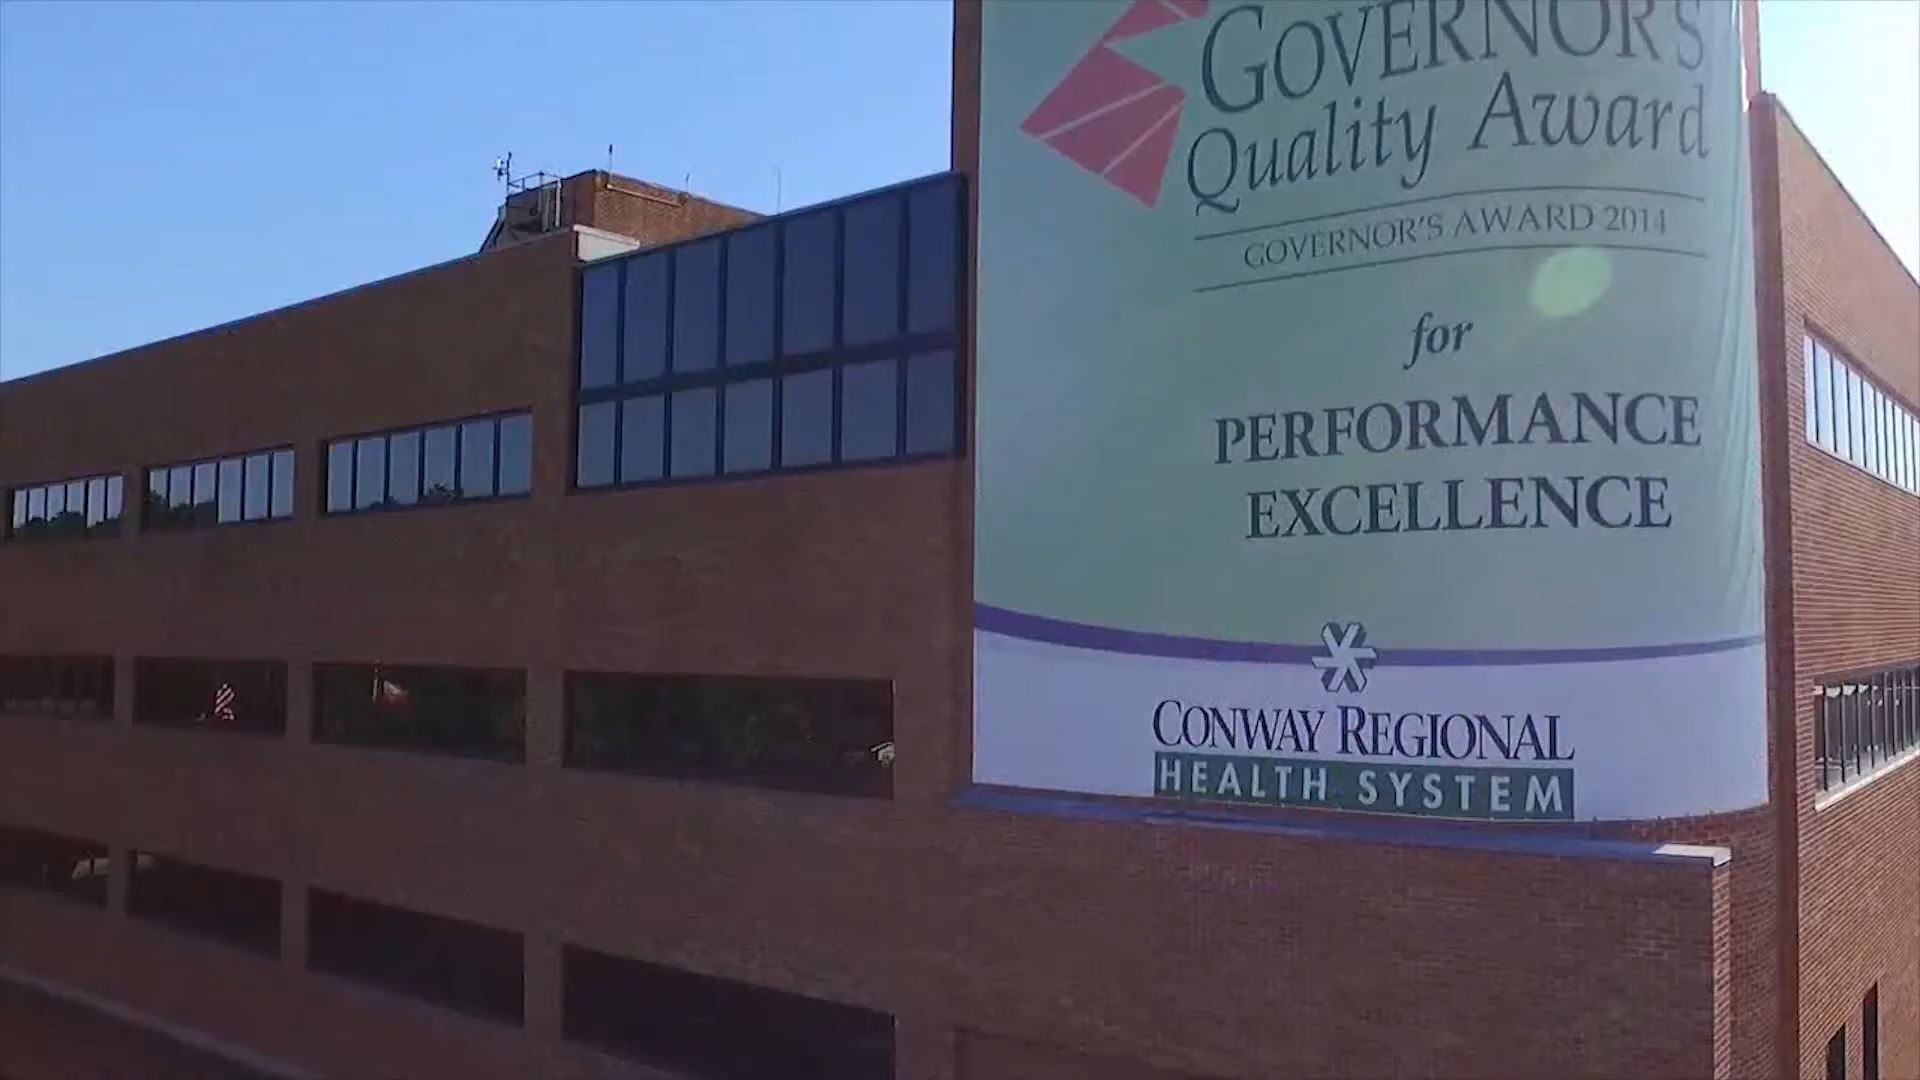 GOVERNOR'S
Quality Award
GOVERNOR'S AWARD 2014
for
PERFORMANCE
EXCELLENCE
CONWAY REGIONAL
HEALTH SYSTEM